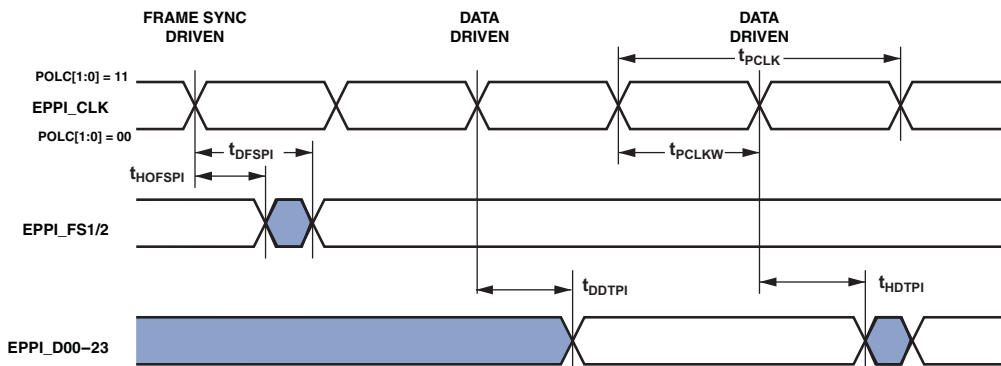 FRAME SYNC
DRIVEN
DATA
DRIVEN
DATA
DRIVEN
tPCLK
POLC[1:0] = 11
EPPI_CLK
POLC[1:0] = 00
tDFSPI
tPCLKW
tHOFSPI
EPPI_FS1/2
tDDTPI
tHDTPI
EPPI_D00–23